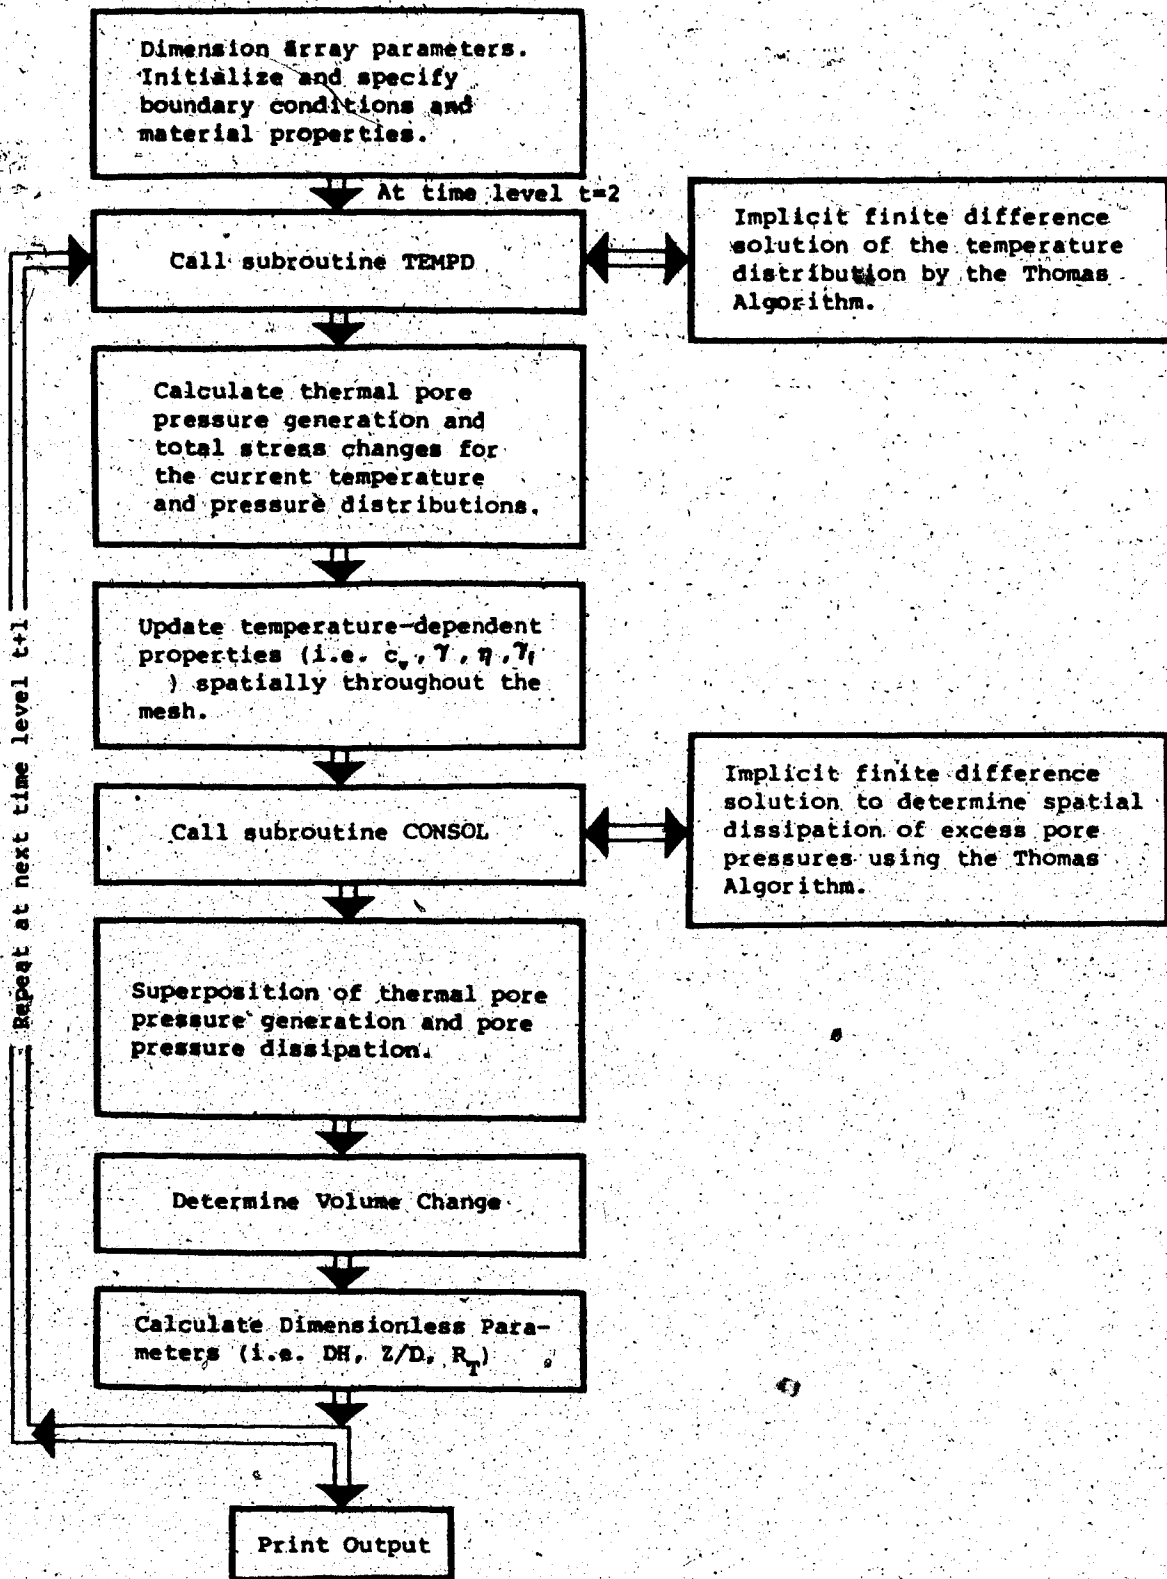 Dimension array parameters.
Initialize and specify
boundary conditions and
material properties.
At time level t=2
Call subroutine TEMPD
Implicit finite difference
solution of the temperature
distribution by the Thomas
Algorithm.
Calculate thermal pore
pressure generation and
total stress changes for
the current temperature
and pressure distributions.
Update temperature-dependent
properties (i.e. cᵥ, γ, η, γf
) spatially throughout the
mesh.
Call subroutine CONSOL
Implicit finite difference
solution to determine spatial
dissipation of excess pore
pressures using the Thomas
Algorithm.
Superposition of thermal pore
pressure generation and pore
pressure dissipation.
Determine Volume Change
Calculate Dimensionless Para-
meters (i.e. DH, Z/D, R_T)
Repeat at next time level t+1
Print Output